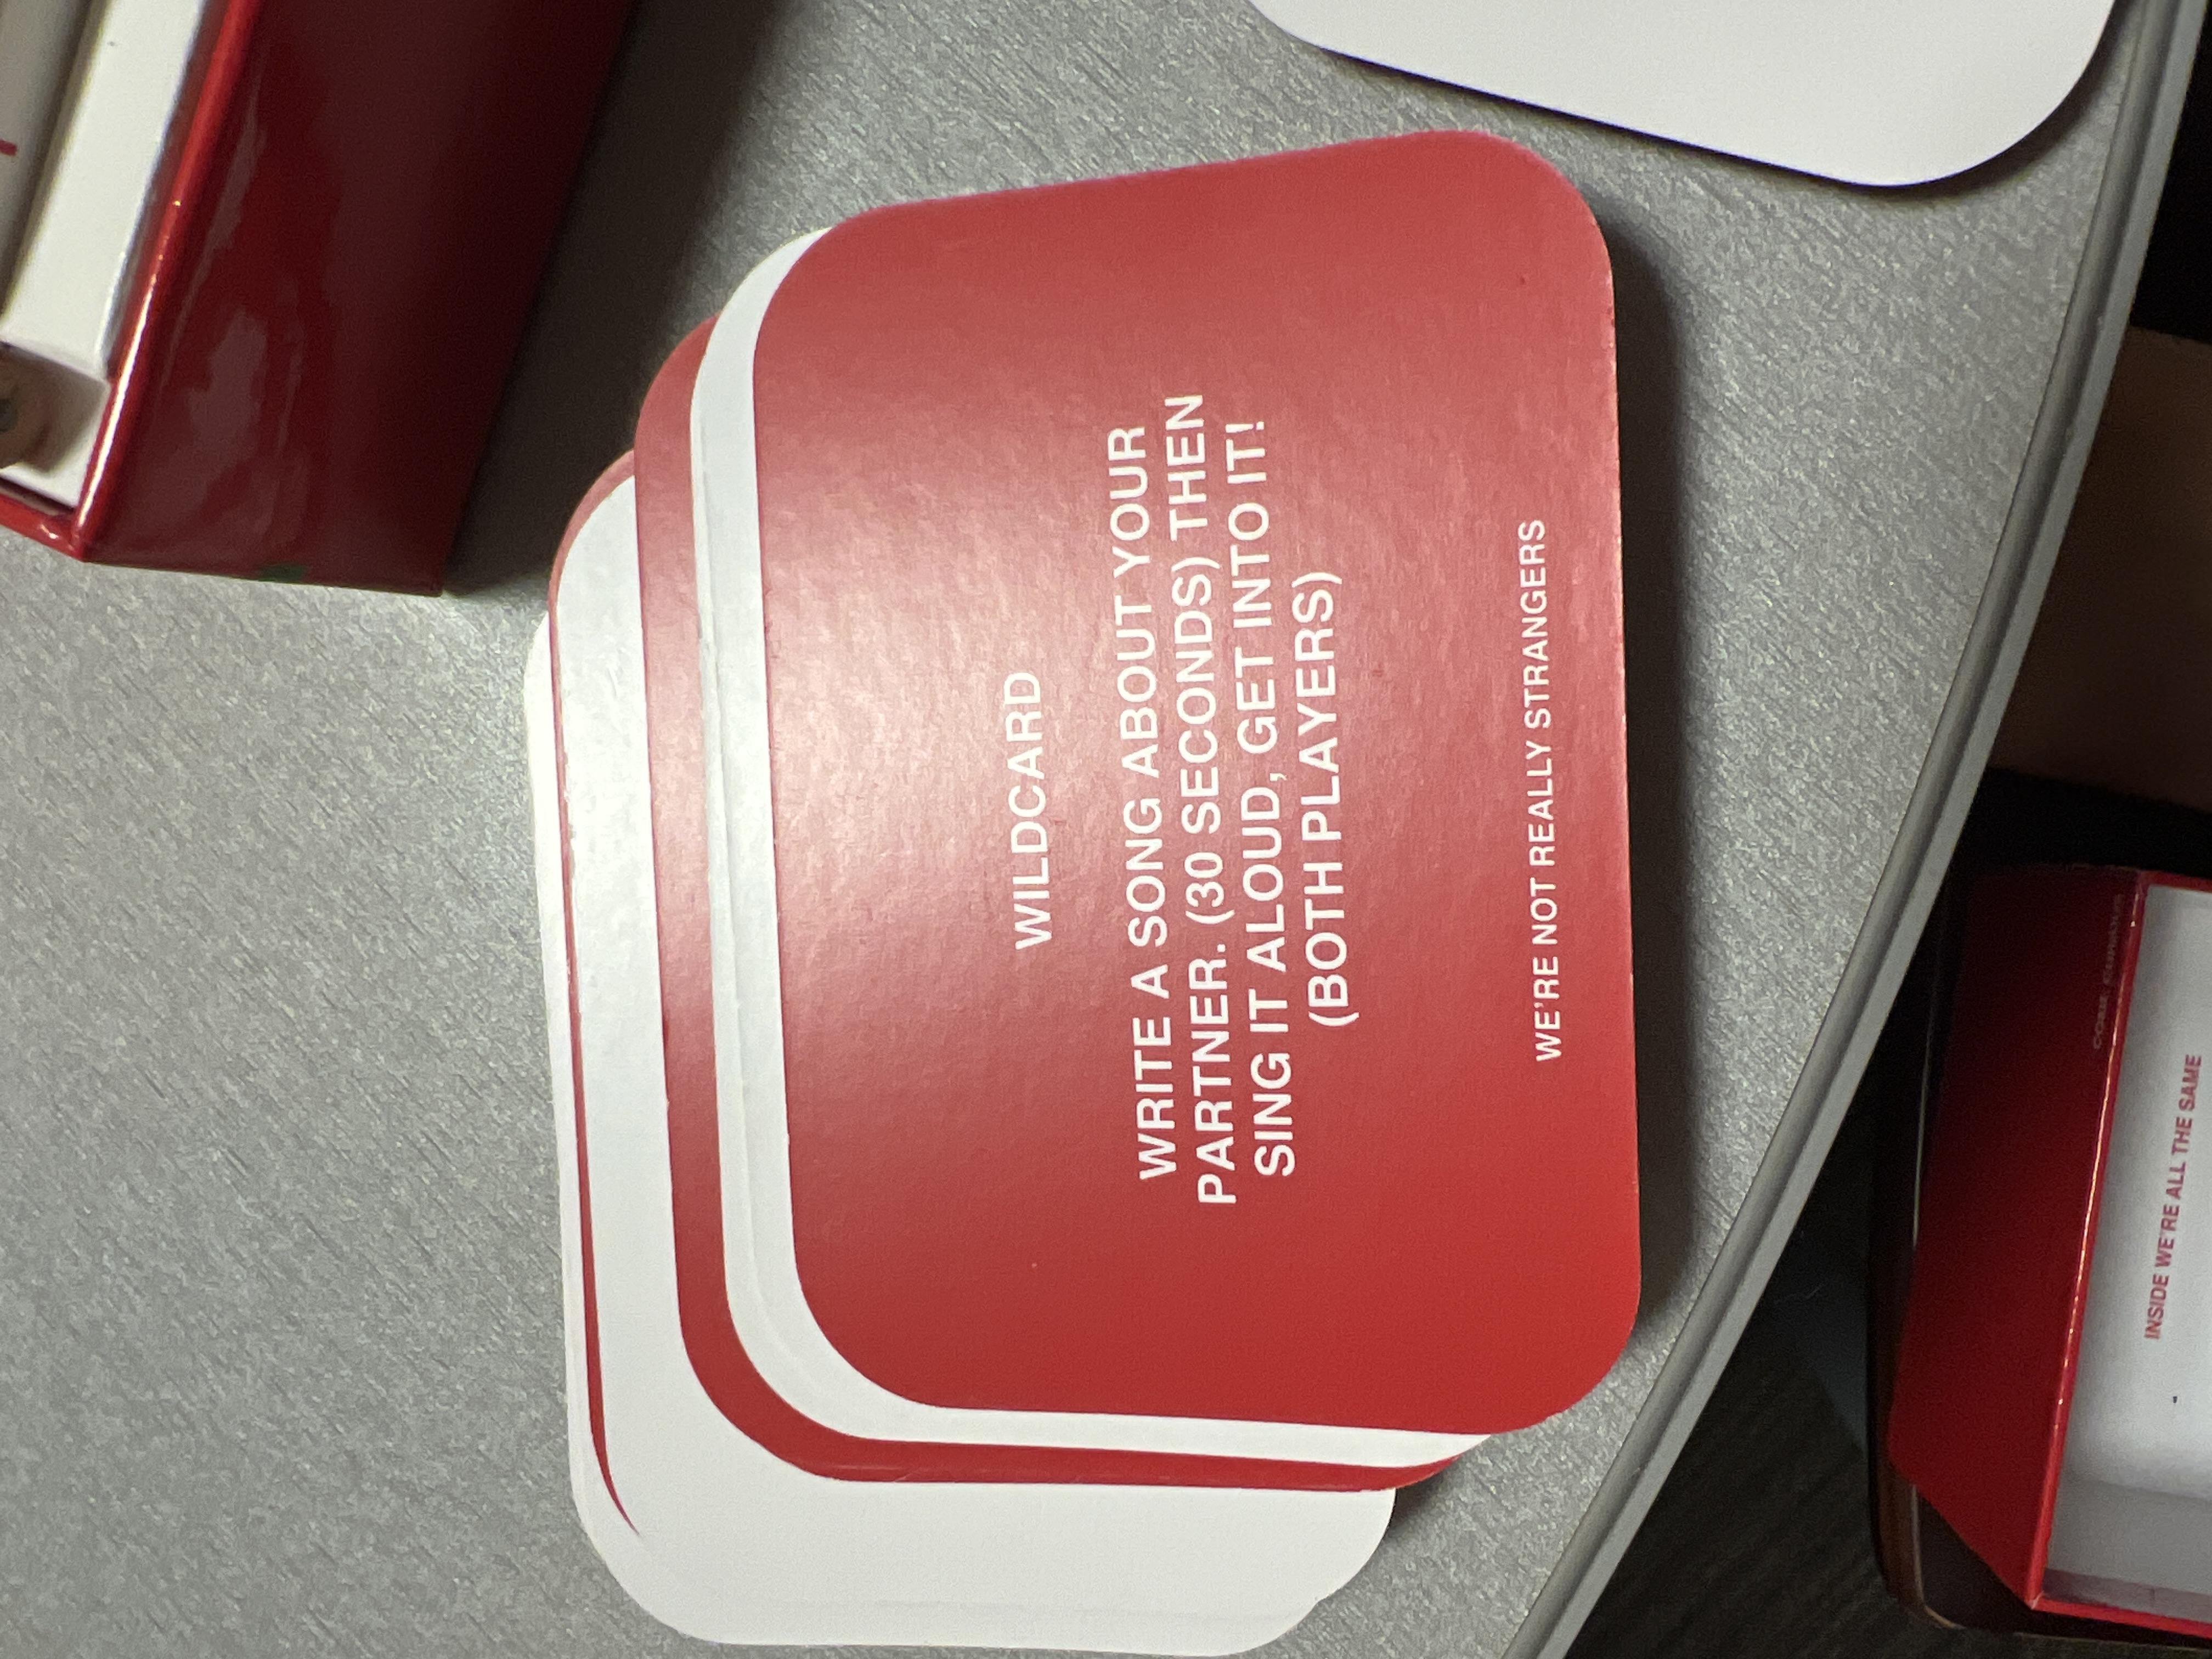 WILDCARD
WRITE A SONG ABOUT YOUR
PARTNER. (30 SECONDS) THEN
SING IT ALOUD, GET INTO IT!
(BOTH PLAYERS)
WE'RE NOT REALLY STRANGERS
INSIDE WE'RE ALL THE SAME